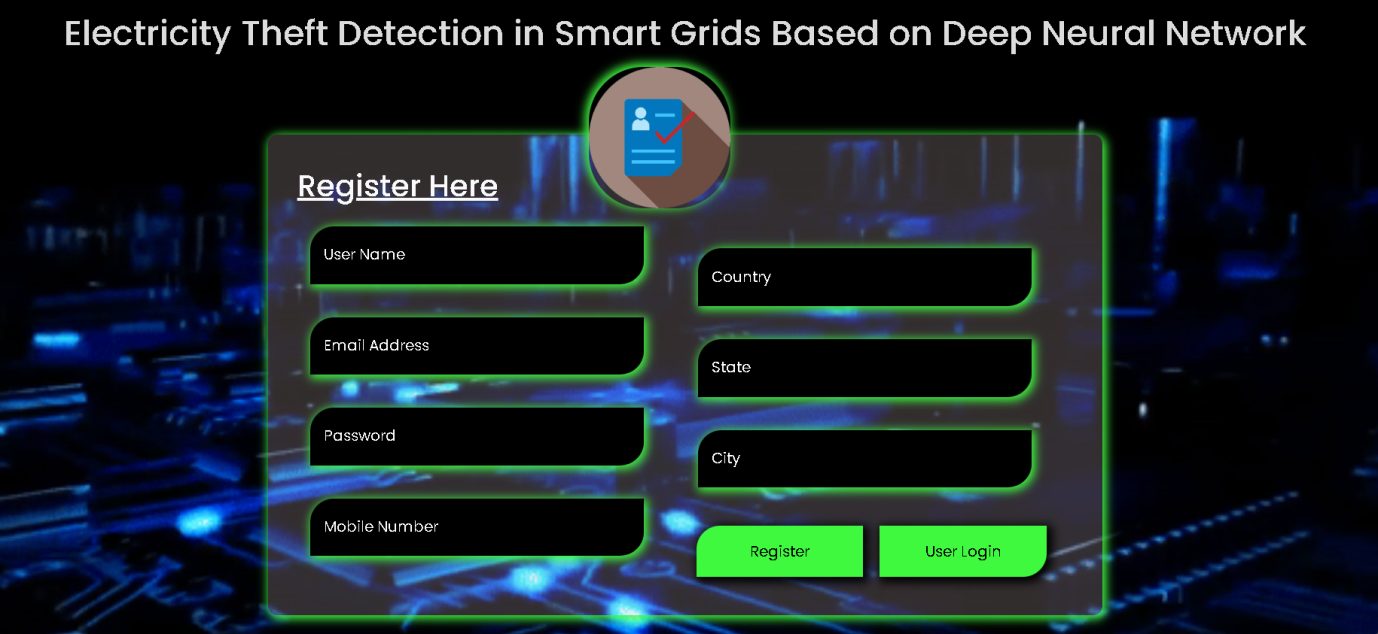 Electricity Theft Detection in Smart Grids Based on Deep Neural Network
Register Here
User Name
Email Address
Password
Mobile Number
Country
State
City
Register
User Login